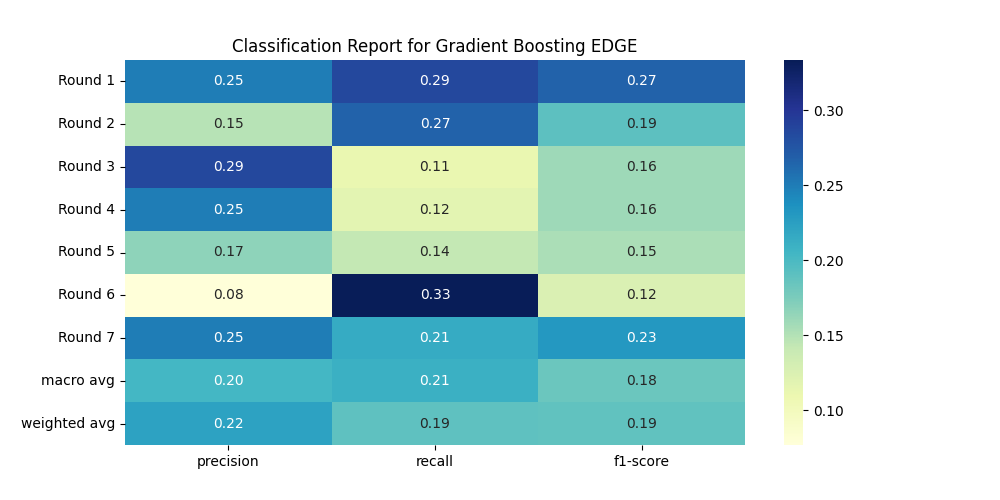 Classification Report for Gradient Boosting EDGE
Round 1 0.25 0.29 0.27
Round 2 0.15 0.27 0.19
Round 3 0.29 0.11 0.16
Round 4 0.25 0.12 0.16
Round 5 0.17 0.14 0.15
Round 6 0.08 0.33 0.12
Round 7 0.25 0.21 0.23
macro avg 0.20 0.21 0.18
weighted avg 0.22 0.19 0.19
precision recall f1-score
0.30
0.25
0.20
0.15
0.10